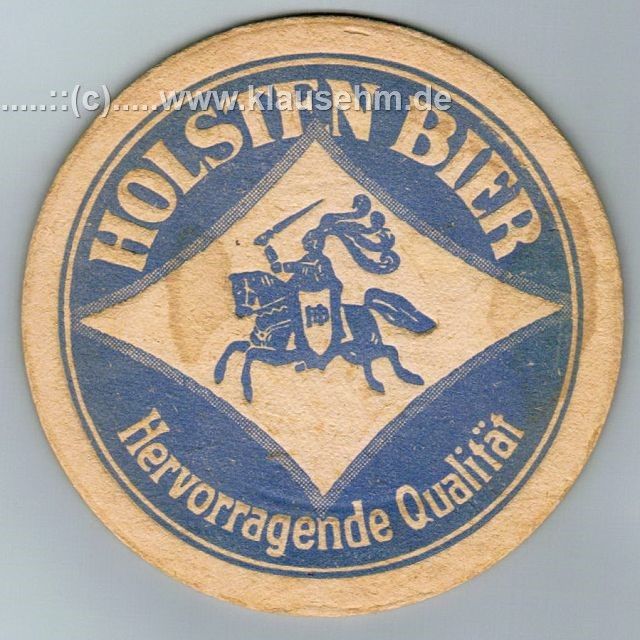 .....::(c).....www.klausehm.de
HOLSTEN BIER
Hervorragende Qualität